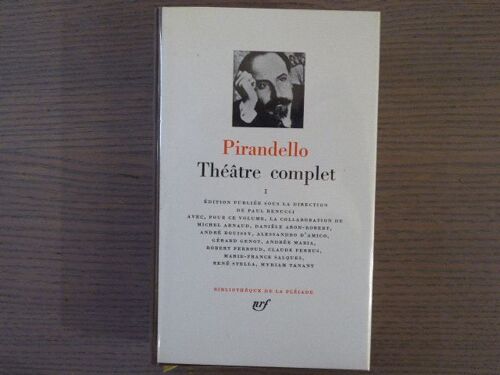 Pirandello
Théâtre complet
I
ÉDITION PUBLIÉE SOUS LA DIRECTION
DE PAUL RENUCCI
AVEC, POUR CE VOLUME, LA COLLABORATION DE
MICHEL ARNAUD, DANIÈLE ARON-ROBERT,
ANDRÉ BOUISSY, ALESSANDRO D'AMICO,
GÉRARD GENOT, ANDRÉE MARIA,
ROBERT PERROUD, CLAUDE PERRUS,
MARIE-FRANCE SALQUES,
RENÉ STELLA, MYRIAM TANANT
BIBLIOTHÈQUE DE LA PLÉIADE
nrf